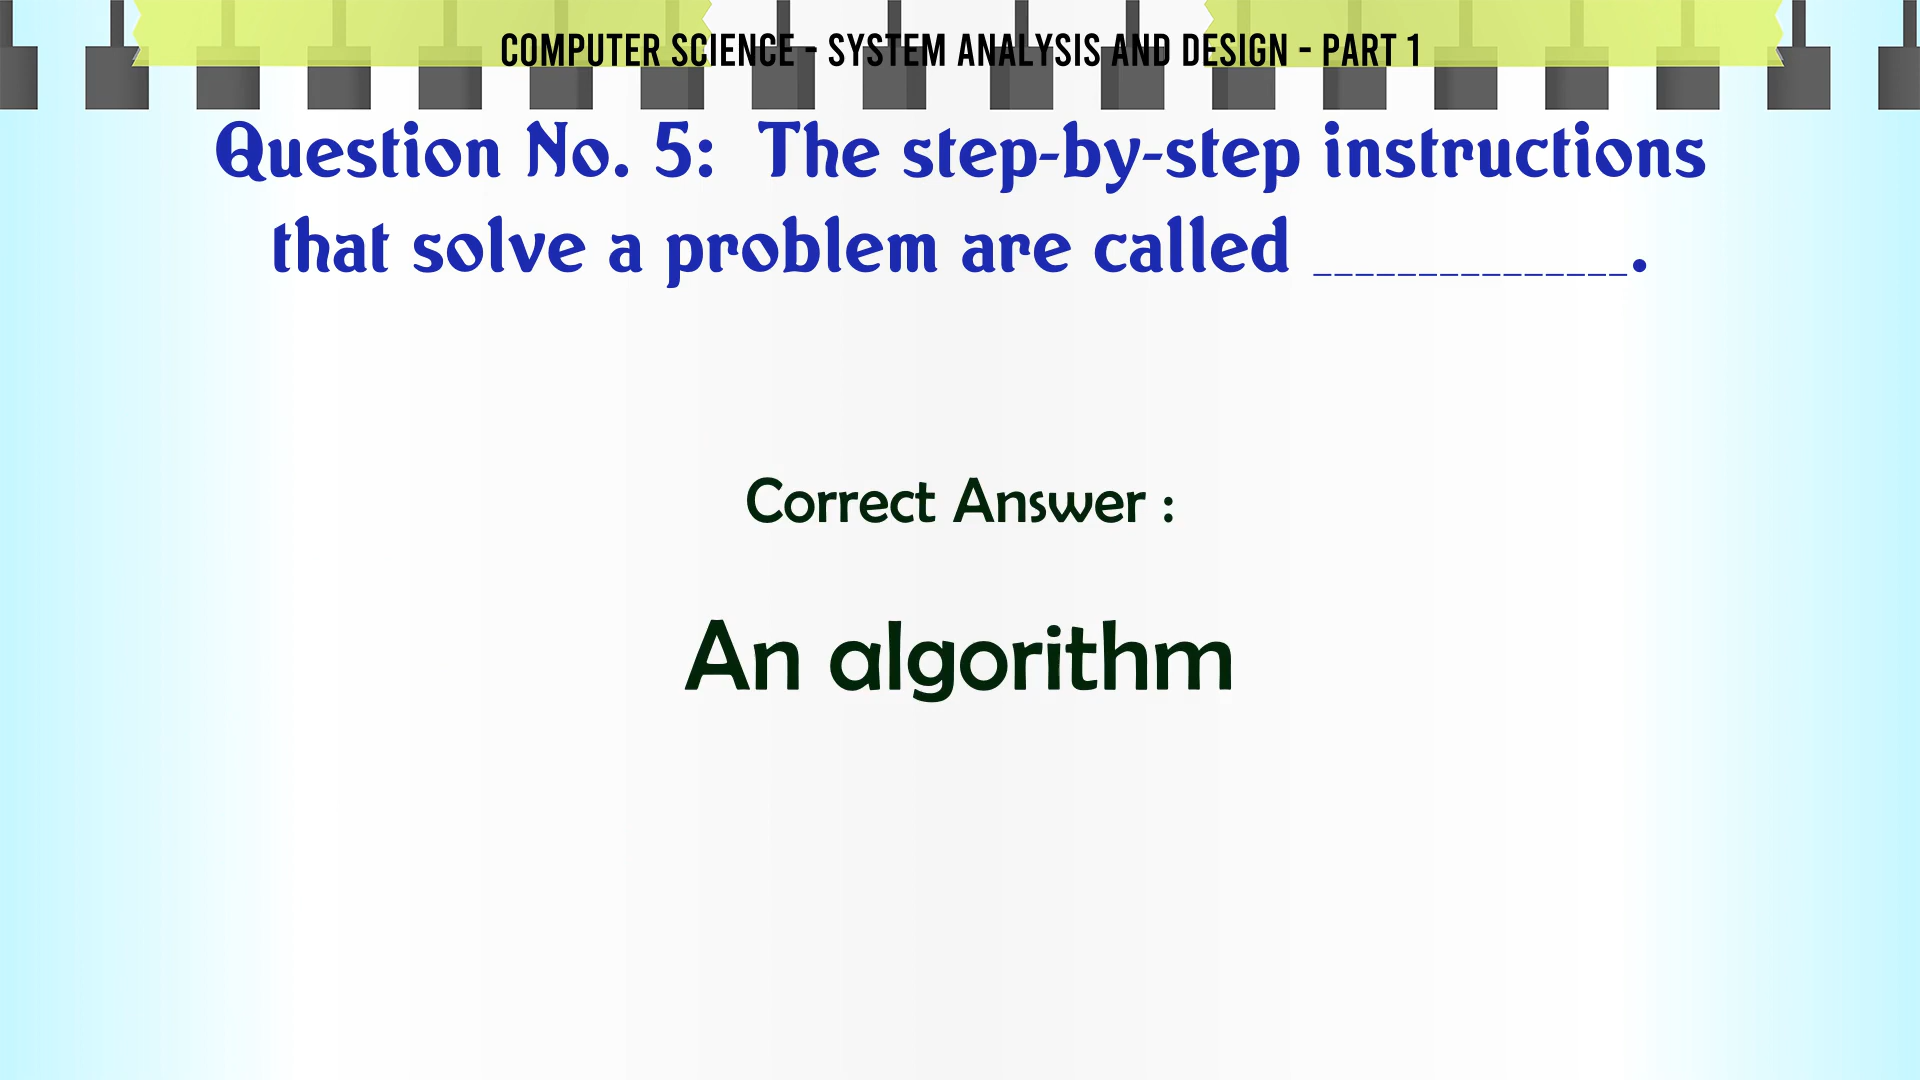 COMPUTER SCIENCE - SYSTEM ANALYSIS AND DESIGN - PART 1
Question No. 5:  The step-by-step instructions
that solve a problem are called _______________.
Correct Answer :
An algorithm